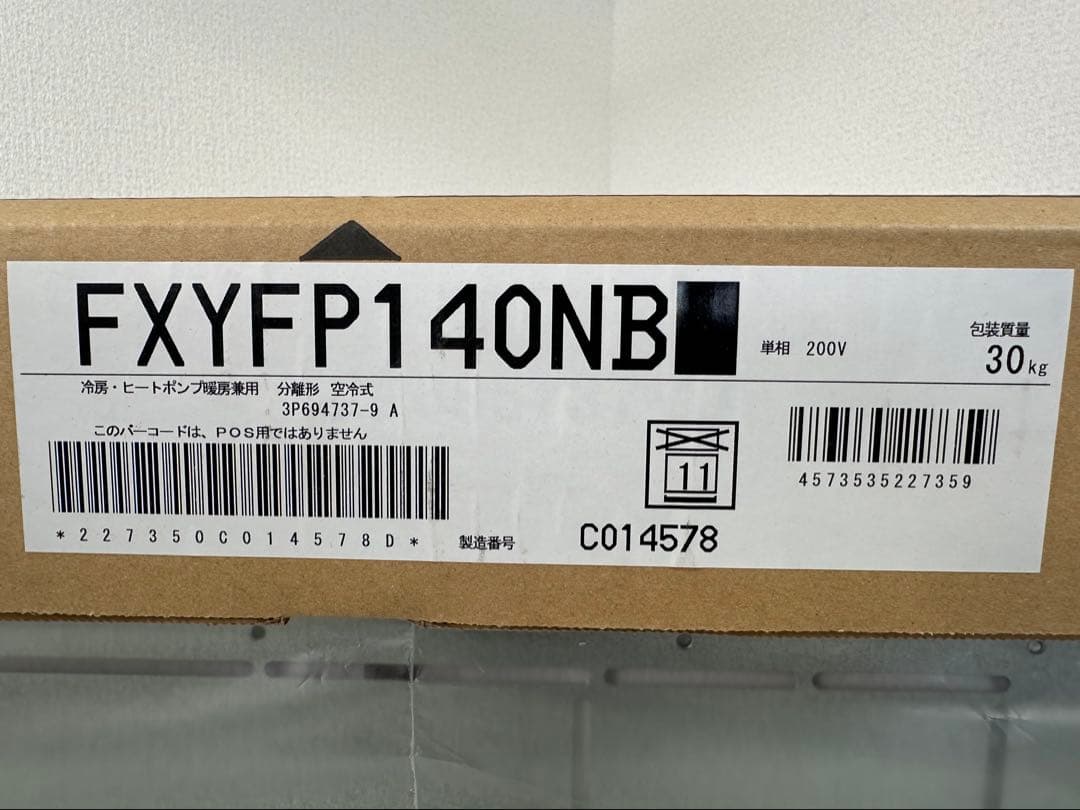 FXYFP140NB
単相 200V
包装質量
30kg
冷房・ヒートポンプ暖房兼用 分離形 空冷式
3P694737-9 A
このバーコードは、POS用ではありません
*227350C014578D*
製造番号 C014578
11
4573535227359